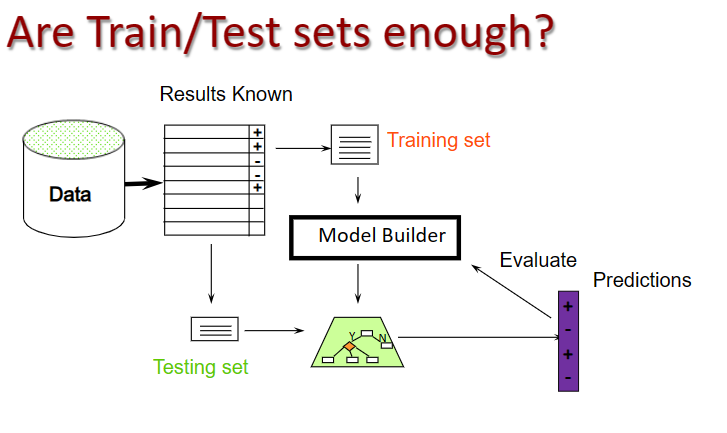 Are Train/Test sets enough?
Results Known
Data
+
+
-
-
+
Training set
Model Builder
Evaluate
Predictions
+
-
+
-
Y N
Testing set